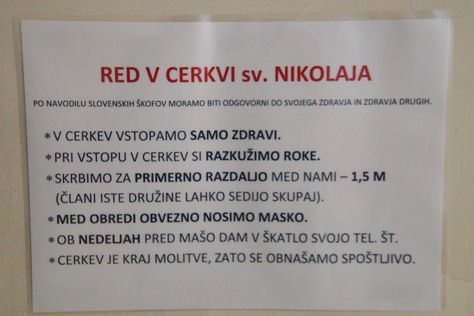 RED V CERKVI sv. NIKOLAJA
PO NAVODILU SLOVENSKIH ŠKOFOV MORAMO BITI ODGOVORNI DO SVOJEGA ZDRAVJA IN ZDRAVJA DRUGIH.
* V CERKEV VSTOPAMO SAMO ZDRAVI.
* PRI VSTOPU V CERKEV SI RAZKUŽIMO ROKE.
* SKRBIMO ZA PRIMERNO RAZDALJO MED NAMI – 1,5 M
(ČLANI ISTE DRUŽINE LAHKO SEDIJO SKUPAJ).
* MED OBREDI OBVEZNO NOSIMO MASKO.
* OB NEDELJAH PRED MAŠO DAM V ŠKATLO SVOJO TEL. ŠT.
* CERKEV JE KRAJ MOLITVE, ZATO SE OBNAŠAMO SPOŠTLJIVO.